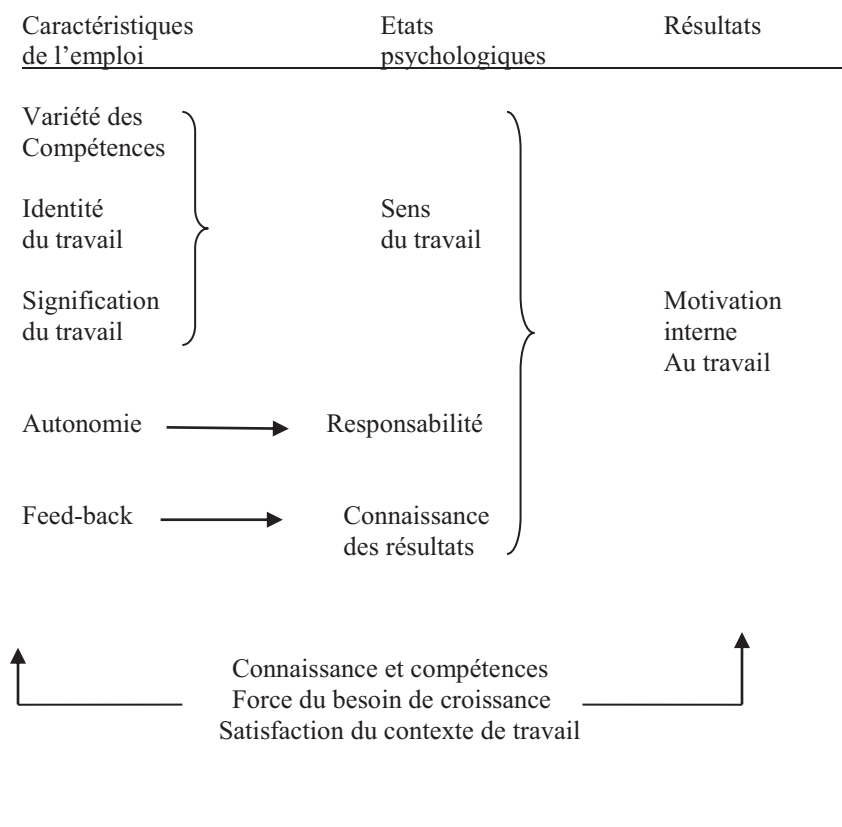 Caractéristiques
de l’emploi
Etats
psychologiques
Résultats
Variété des
Compétences
Identité
du travail
Sens
du travail
Signification
du travail
Motivation
interne
Au travail
Autonomie
Responsabilité
Feed-back
Connaissance
des résultats
Connaissance et compétences
Force du besoin de croissance
Satisfaction du contexte de travail